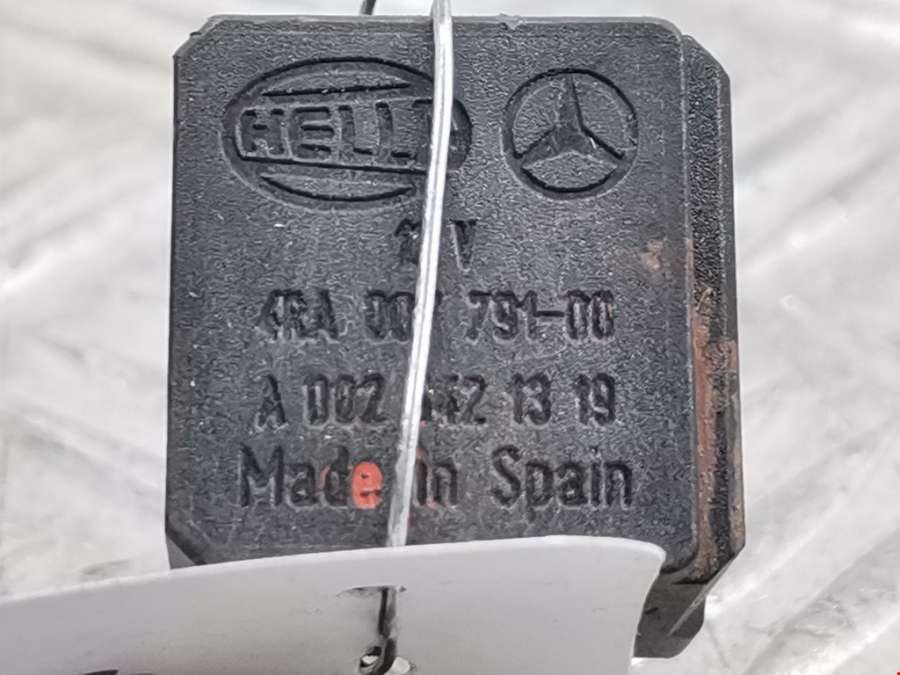 HELLA
V
4RA 791-00
A 002 13 19
Made in Spain